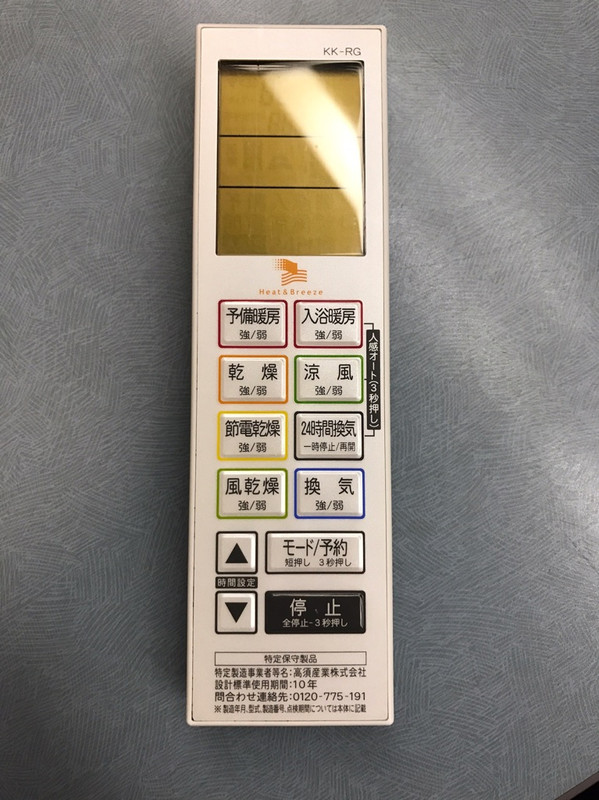 KK-RG
Heat&Breeze
予備暖房
強/弱
入浴暖房
強/弱
乾燥
強/弱
涼風
強/弱
人感オート(3秒押し)
節電乾燥
強/弱
24時間換気
一時停止/再開
風乾燥
強/弱
換気
強/弱
▲
モード/予約
短押し 3秒押し
時間設定
▼
停止
全停止-3秒押し
特定保守製品
特定製造事業者等名:高須産業株式会社
設計標準使用期間:10年
問合わせ連絡先:0120-775-191
※製造年月、型式、製造番号、点検期間については本体に記載